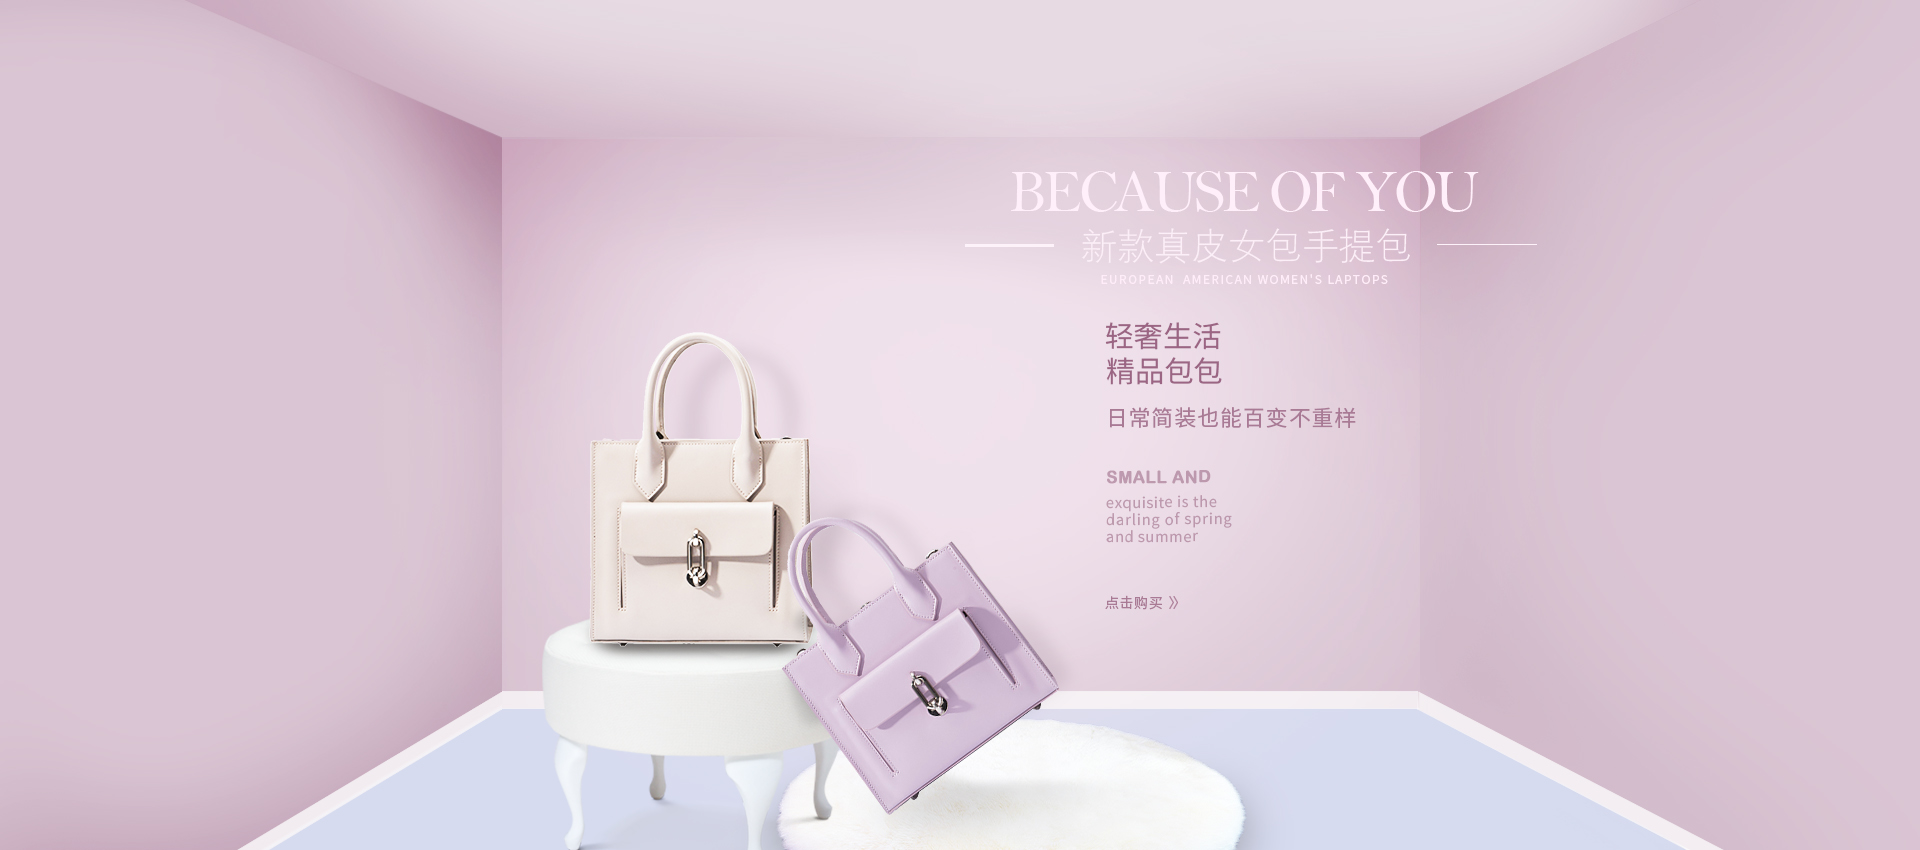 BECAUSE OF YOU
新款真皮女包手提包
EUROPEAN AMERICAN WOMEN'S LAPTOPS
轻奢生活
精品包包
日常简装也能百变不重样
SMALL AND
exquisite is the
darling of spring
and summer
点击购买 》